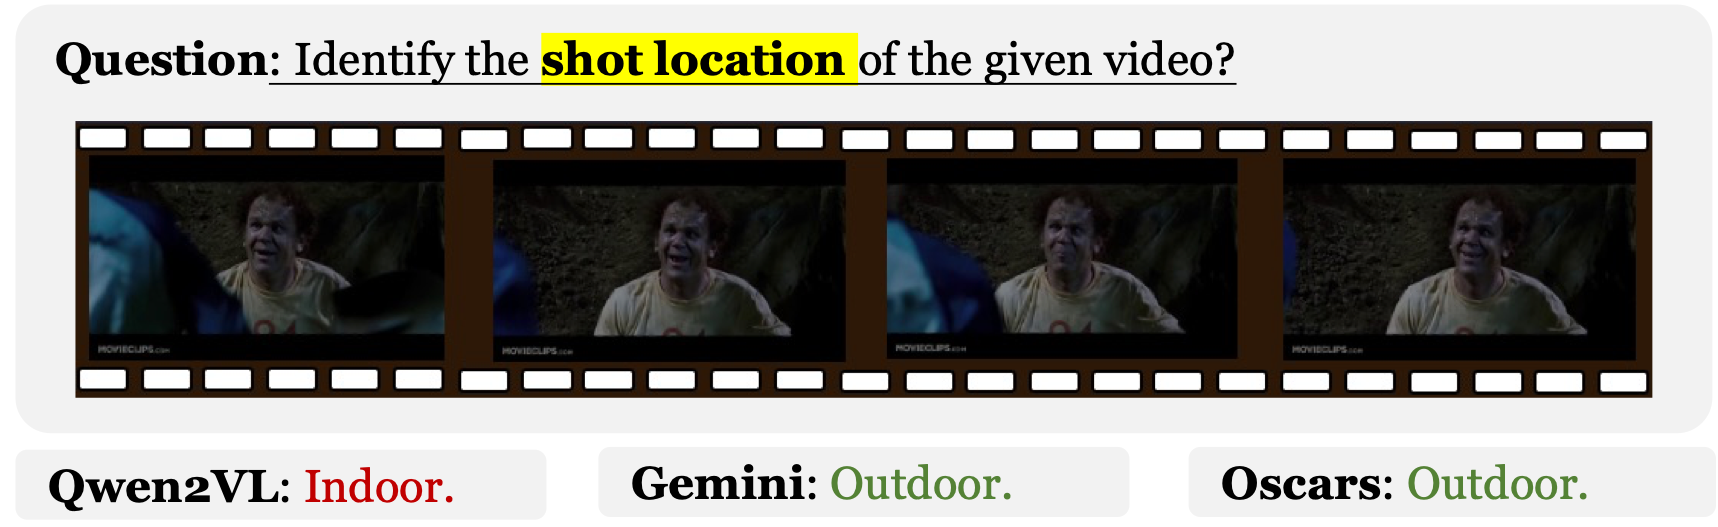 Question: Identify the shot location of the given video?
MOVIECLIPS.COM MOVIECLIPS.COM MOVIECLIPS.COM MOVIECLIPS.COM
Qwen2VL: Indoor. Gemini: Outdoor. Oscars: Outdoor.